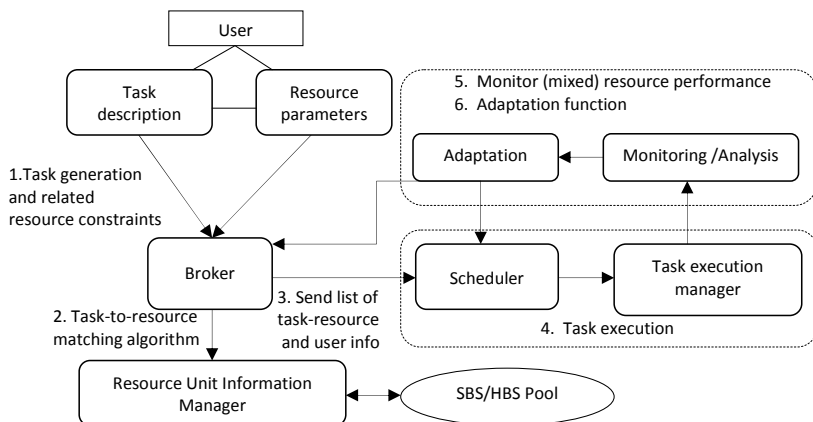 User
Task
description
Resource
parameters
1.Task generation
and related
resource constraints
5. Monitor (mixed) resource performance
6. Adaptation function
Adaptation
Monitoring /Analysis
Broker
Scheduler
Task execution
manager
2. Task-to-resource
matching algorithm
3. Send list of
task-resource
and user info
4. Task execution
Resource Unit Information
Manager
SBS/HBS Pool